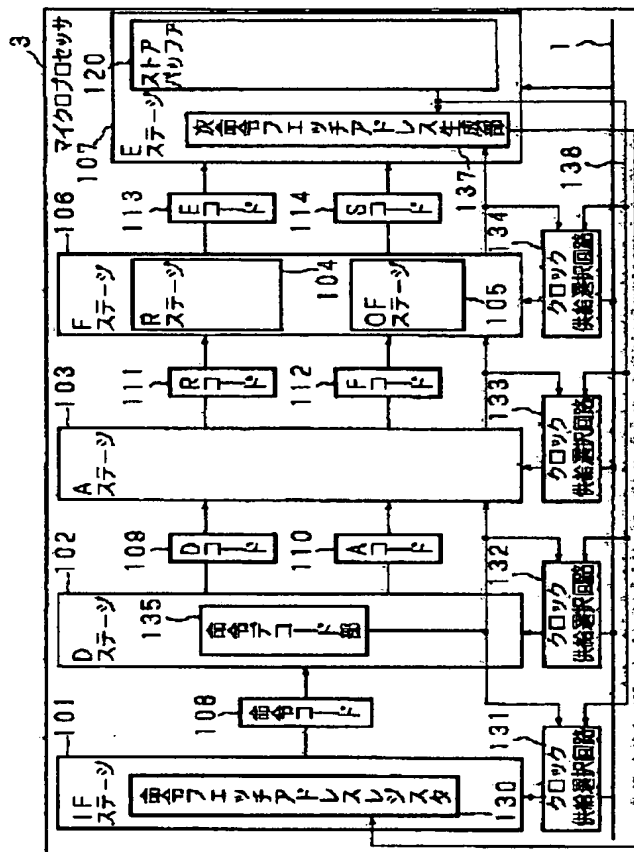 3
マイクロプロセッサ
101
IFステージ
命令フェッチアドレスレジスタ
130
108
命令コード
102
Dステージ
135
命令デコード部
109
Dコード
110
Aコード
103
Aステージ
111
Rコード
112
Fコード
106
Fステージ
Rステージ
104
OFステージ
105
113
Eコード
114
Sコード
107
Eステージ
120
ストアバッファ
次命令フェッチアドレス生成部
137
131
クロック
供給選択回路
132
クロック
供給選択回路
133
クロック
供給選択回路
134
クロック
供給選択回路
138
1